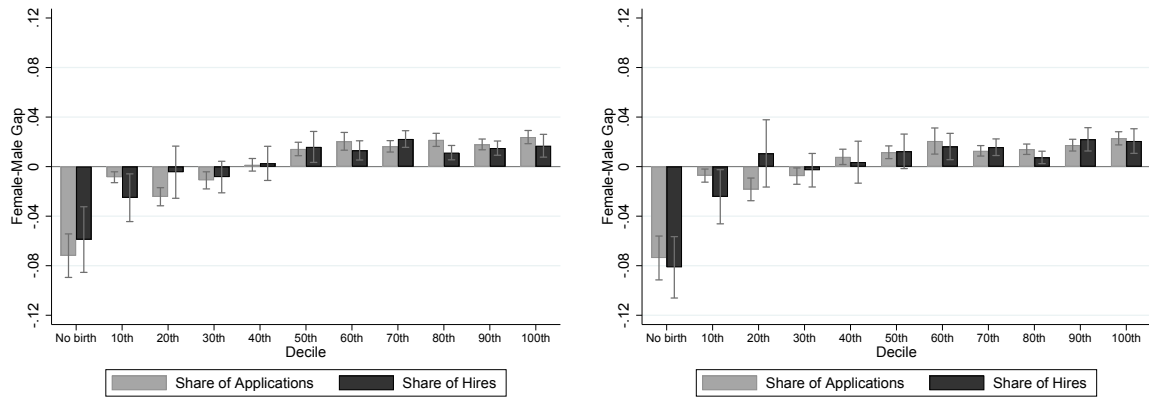 .12
.08
.04
0
-.04
-.08
-.12
Female-Male Gap
No birth 10th 20th 30th 40th 50th 60th 70th 80th 90th 100th
Decile
Share of Applications Share of Hires
.12
.08
.04
0
-.04
-.08
-.12
Female-Male Gap
No birth 10th 20th 30th 40th 50th 60th 70th 80th 90th 100th
Decile
Share of Applications Share of Hires